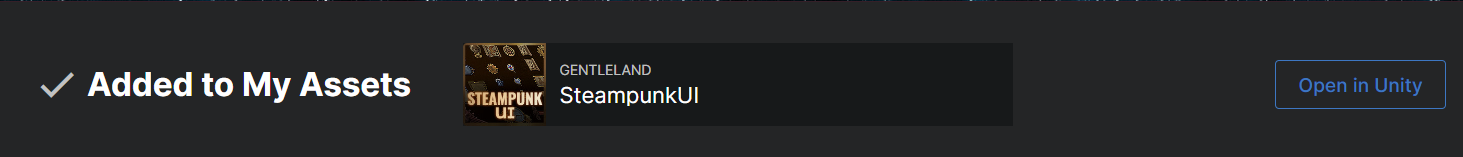 Added to My Assets
STEAMPUNK
UI
GENTLELAND
SteampunkUI
Open in Unity